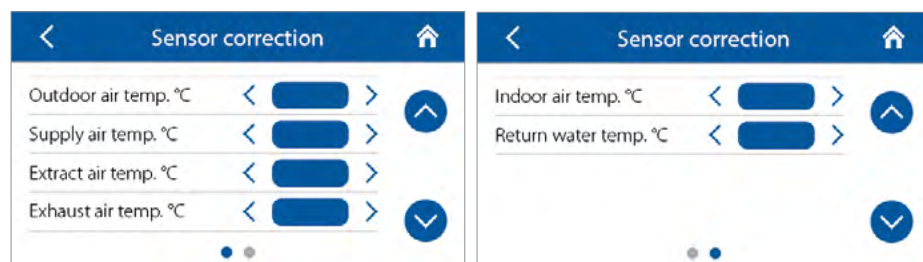 Sensor correction
Outdoor air temp. °C
Supply air temp. °C
Extract air temp. °C
Exhaust air temp. °C
Sensor correction
Indoor air temp. °C
Return water temp. °C